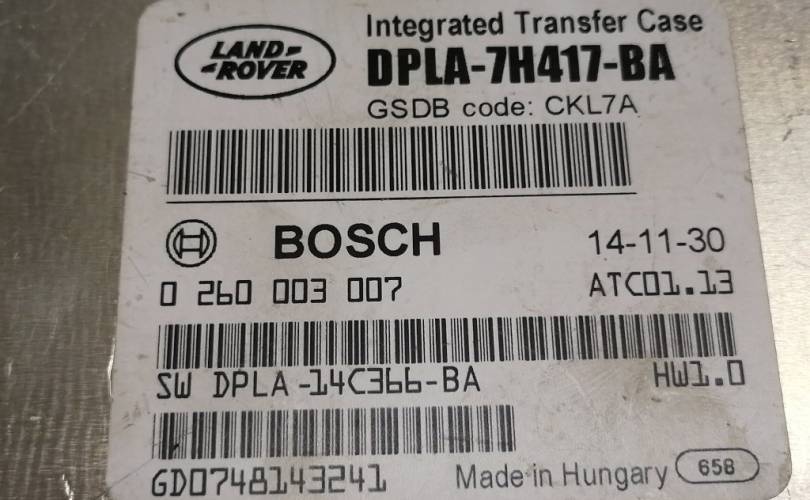 LAND-
-ROVER
Integrated Transfer Case
DPLA-7H417-BA
GSDB code: CKL7A
BOSCH 14-11-30
0 260 003 007 ATC01.13
SW DPLA-14C366-BA HW1.0
GD0748143241 Made in Hungary 658